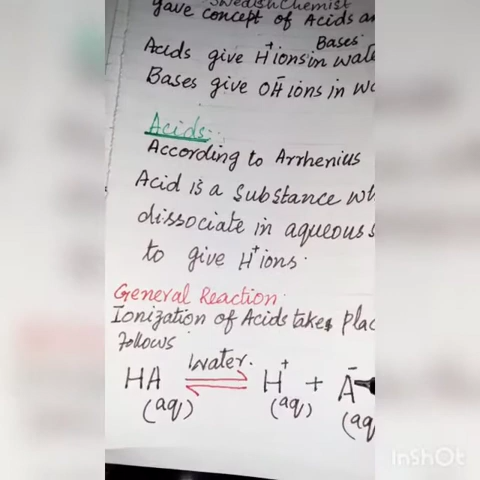 Swedish Chemist
gave concept of Acids
Bases
Acids give H⁺ ions in
Bases give OH⁻ ions in
Acids:
According to Arrhenius
Acid is a substance
dissociate in aqueous
to give H⁺ ions.
General Reaction
Ionization of Acids takes
follows
Water.
HA ⇌ H⁺ + A⁻
(aq) (aq) (aq
InShOt